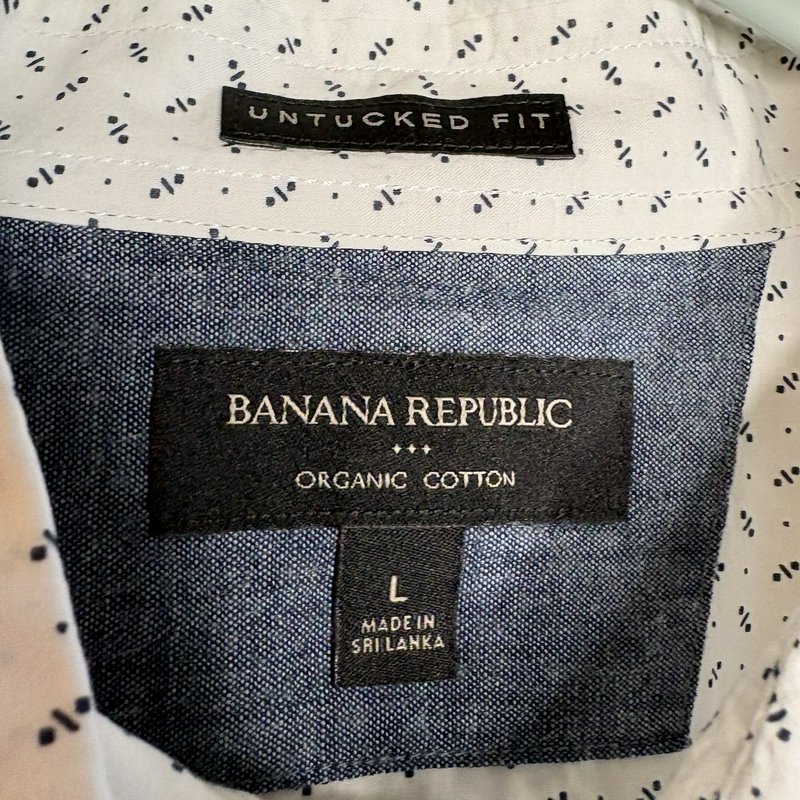 UNTUCKED FIT
BANANA REPUBLIC
ORGANIC COTTON
L
MADE IN
SRI LANKA